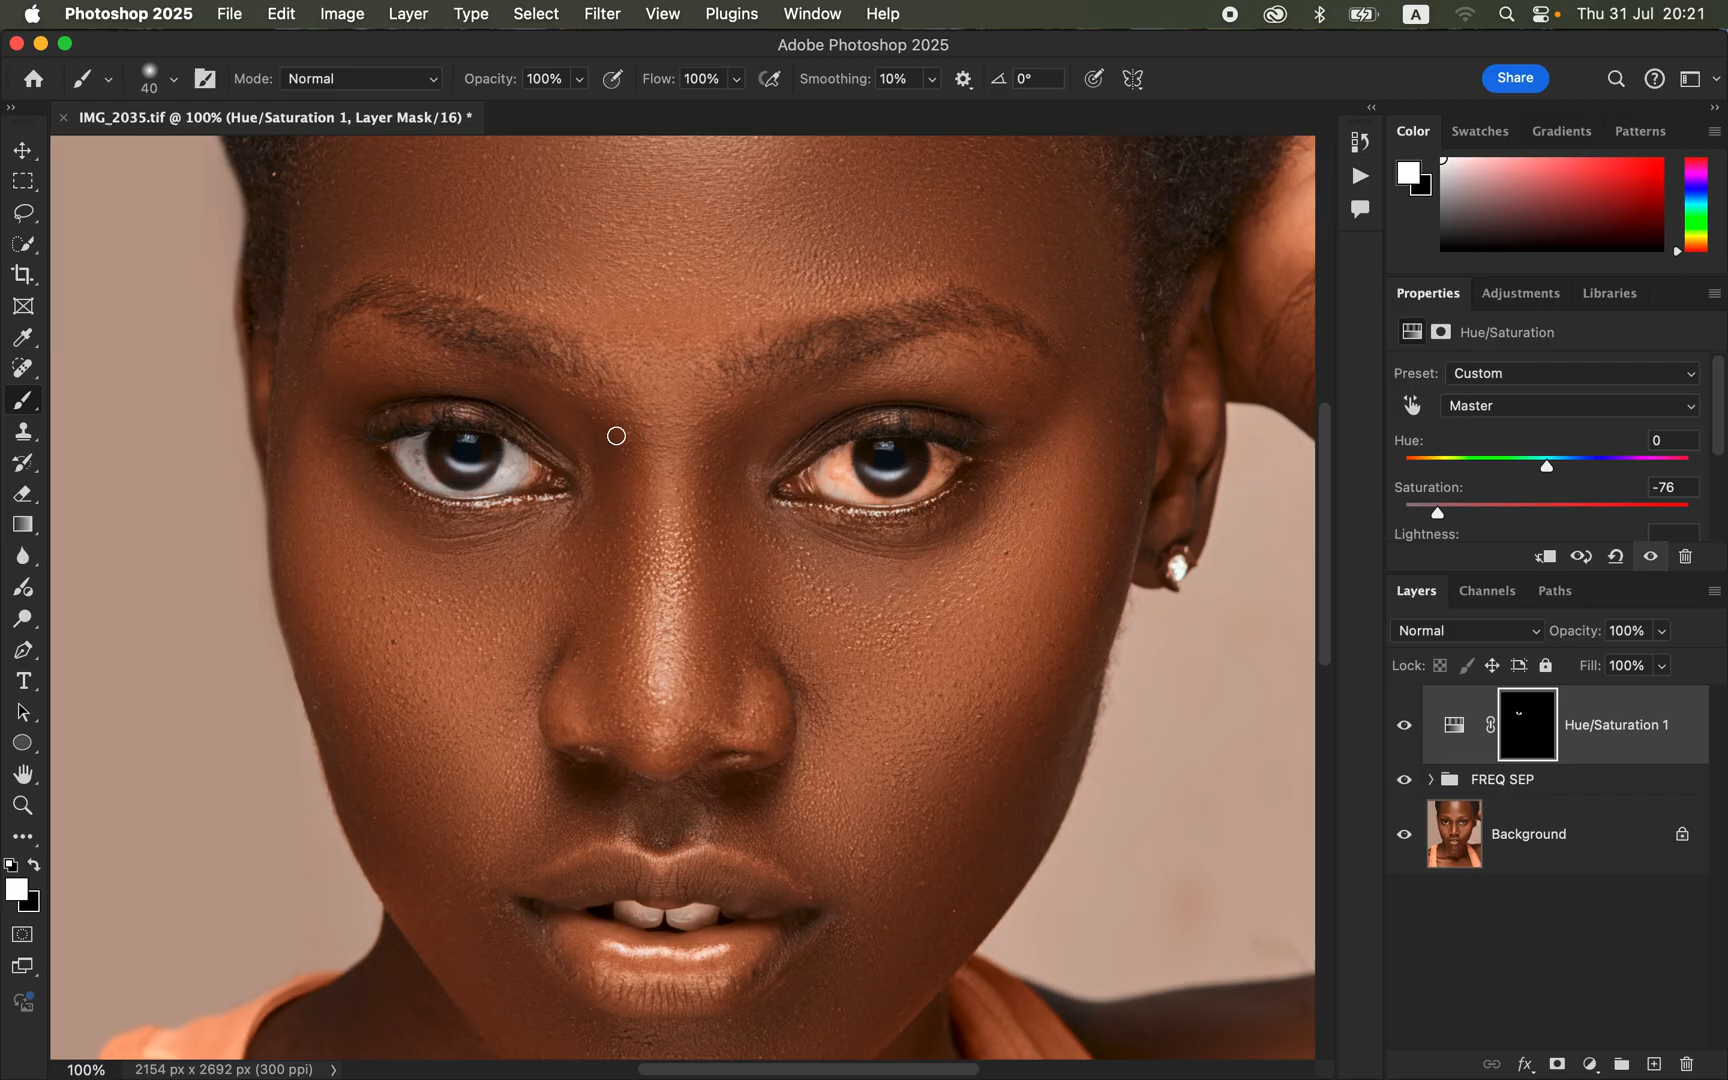 Photoshop 2025 File Edit Image Layer Type Select Filter View Plugins Window Help A Thu 31 Jul 20:21
Adobe Photoshop 2025
40 Mode: Normal Opacity: 100% Flow: 100% Smoothing: 10% 0° Share
IMG_2035.tif @ 100% (Hue/Saturation 1, Layer Mask/16) *
Color Swatches Gradients Patterns
Properties Adjustments Libraries
Hue/Saturation
Preset: Custom
Master
Hue: 0
Saturation: -76
Lightness:
Layers Channels Paths
Normal Opacity: 100%
Lock: Fill: 100%
Hue/Saturation 1
FREQ SEP
Background
T
fx
100% 2154 px x 2692 px (300 ppi)